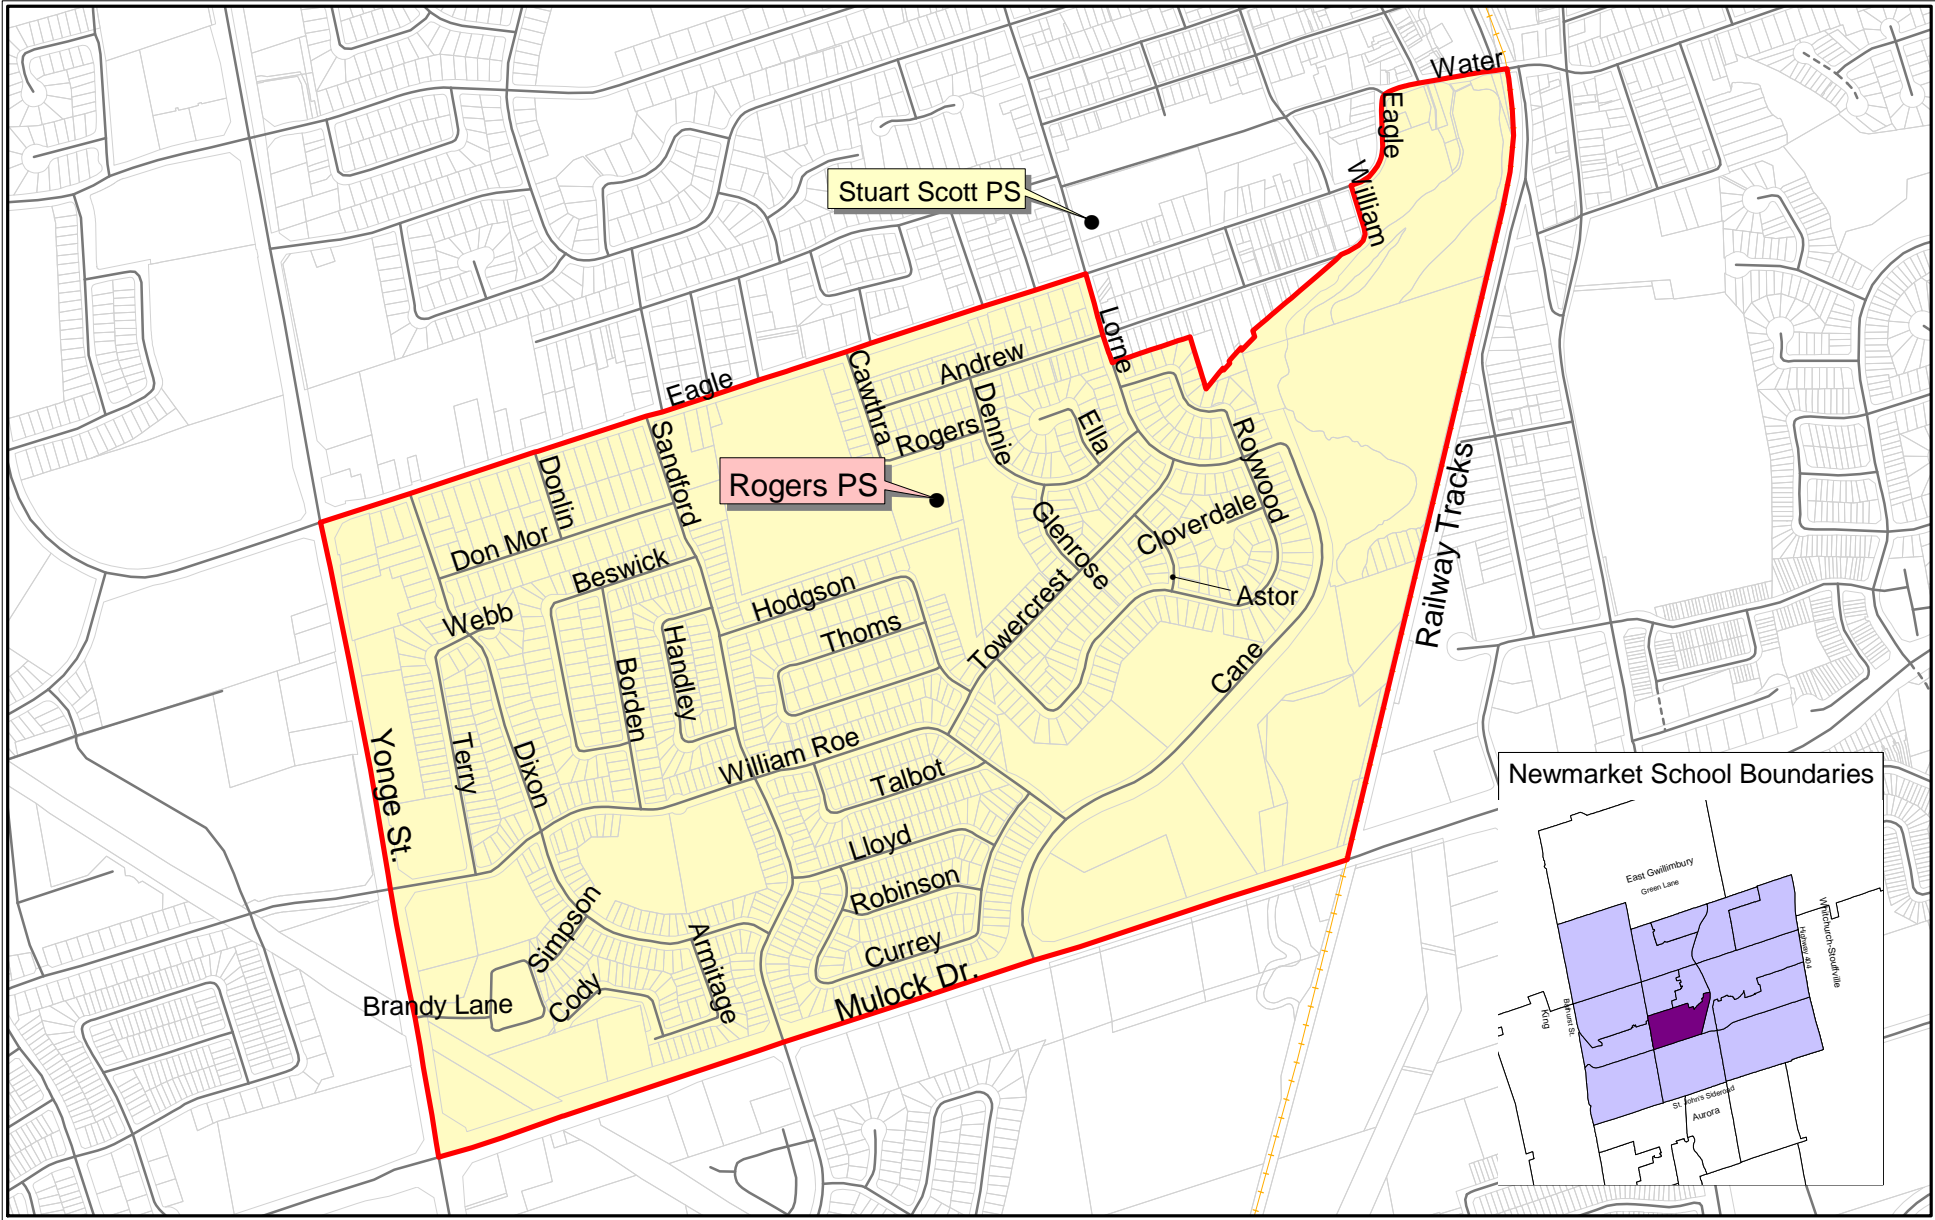 Water
Eagle
William
Stuart Scott PS
Lorne
Eagle
Cawthra
Andrew
Dennie
Ella
Rogers
Sandford
Donlin
Rogers PS
Roywood
Don Mor
Glenrose
Cloverdale
Railway Tracks
Beswick
Hodgson
Astor
Webb
Thoms
Towercrest
Handley
Borden
Cane
Yonge St.
Terry
Dixon
William Roe
Talbot
Lloyd
Robinson
Simpson
Armitage
Currey
Brandy Lane
Cody
Mulock Dr.
Newmarket School Boundaries
East Gwillimbury
Green Lane
Whitchurch-Stouffville
Highway 404
Bathurst St.
King
St. John's Sideroad
Aurora